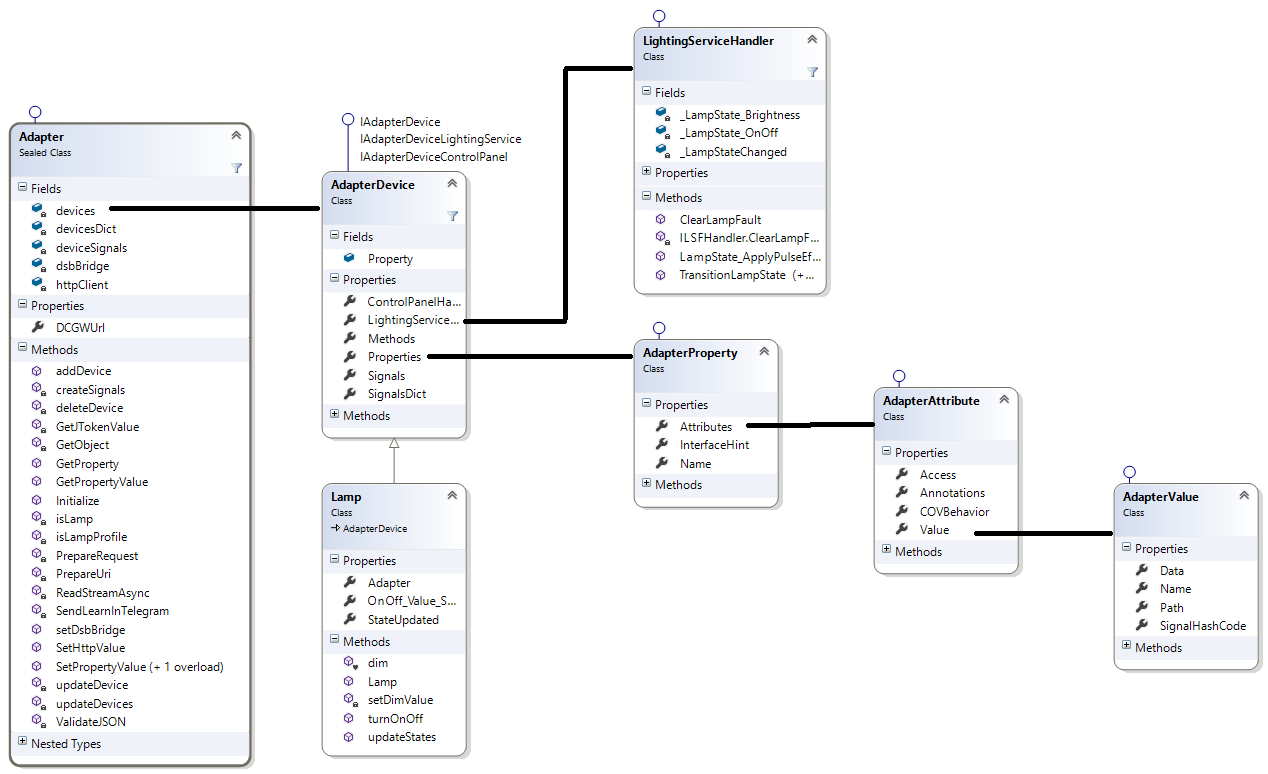 Adapter
Sealed Class
Fields
devices
devicesDict
deviceSignals
dsbBridge
httpClient
Properties
DCGWUrl
Methods
addDevice
createSignals
deleteDevice
GetJTokenValue
GetObject
GetProperty
GetPropertyValue
Initialize
isLamp
isLampProfile
PrepareRequest
PrepareUri
ReadStreamAsync
SendLearnInTelegram
setDsbBridge
SetHttpValue
SetPropertyValue (+ 1 overload)
updateDevice
updateDevices
ValidateJSON
Nested Types
IAdapterDevice
IAdapterDeviceLightingService
IAdapterDeviceControlPanel
AdapterDevice
Class
Fields
Property
Properties
ControlPanelHa...
LightingService...
Methods
Properties
Signals
SignalsDict
Methods
Lamp
Class
AdapterDevice
Properties
Adapter
OnOff_Value_S...
StateUpdated
Methods
dim
Lamp
setDimValue
turnOnOff
updateStates
LightingServiceHandler
Class
Fields
_LampState_Brightness
_LampState_OnOff
_LampStateChanged
Properties
Methods
ClearLampFault
ILSFHandler.ClearLampF...
LampState_ApplyPulseEf...
TransitionLampState (+...
AdapterProperty
Class
Properties
Attributes
InterfaceHint
Name
Methods
AdapterAttribute
Class
Properties
Access
Annotations
COVBehavior
Value
Methods
AdapterValue
Class
Properties
Data
Name
Path
SignalHashCode
Methods